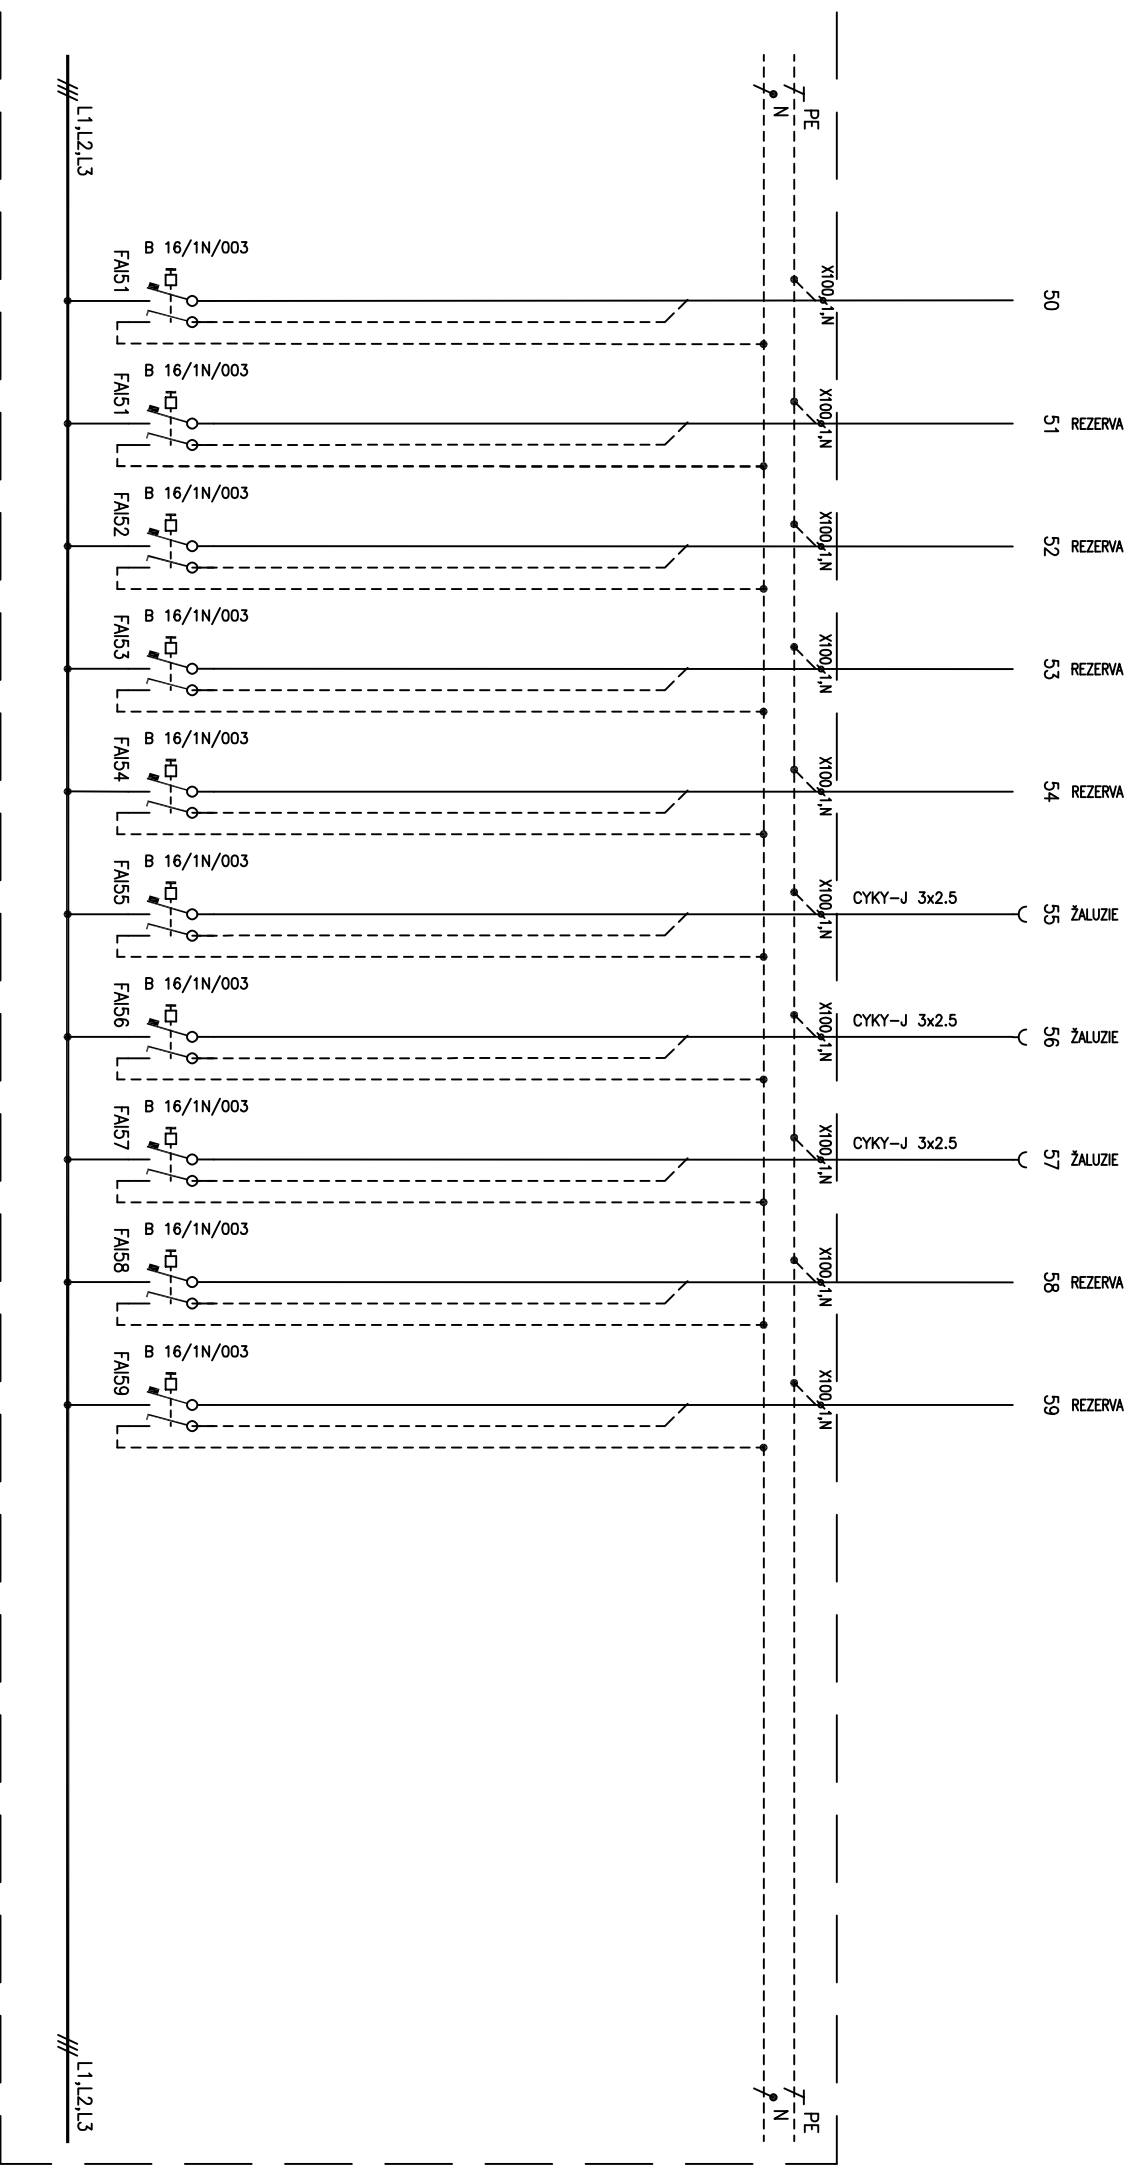 L1,L2,L3
N
PE
B 16/1N/003
FAI51
X100
1,N
50
B 16/1N/003
FAI51
X100
1,N
51 REZERVA
B 16/1N/003
FAI52
X100
1,N
52 REZERVA
B 16/1N/003
FAI53
X100
1,N
53 REZERVA
B 16/1N/003
FAI54
X100
1,N
54 REZERVA
B 16/1N/003
FAI55
X100
1,N
CYKY-J 3x2.5
55 ŽALUZIE
B 16/1N/003
FAI56
X100
1,N
CYKY-J 3x2.5
56 ŽALUZIE
B 16/1N/003
FAI57
X100
1,N
CYKY-J 3x2.5
57 ŽALUZIE
B 16/1N/003
FAI58
X100
1,N
58 REZERVA
B 16/1N/003
FAI59
X100
1,N
59 REZERVA
L1,L2,L3
N
PE